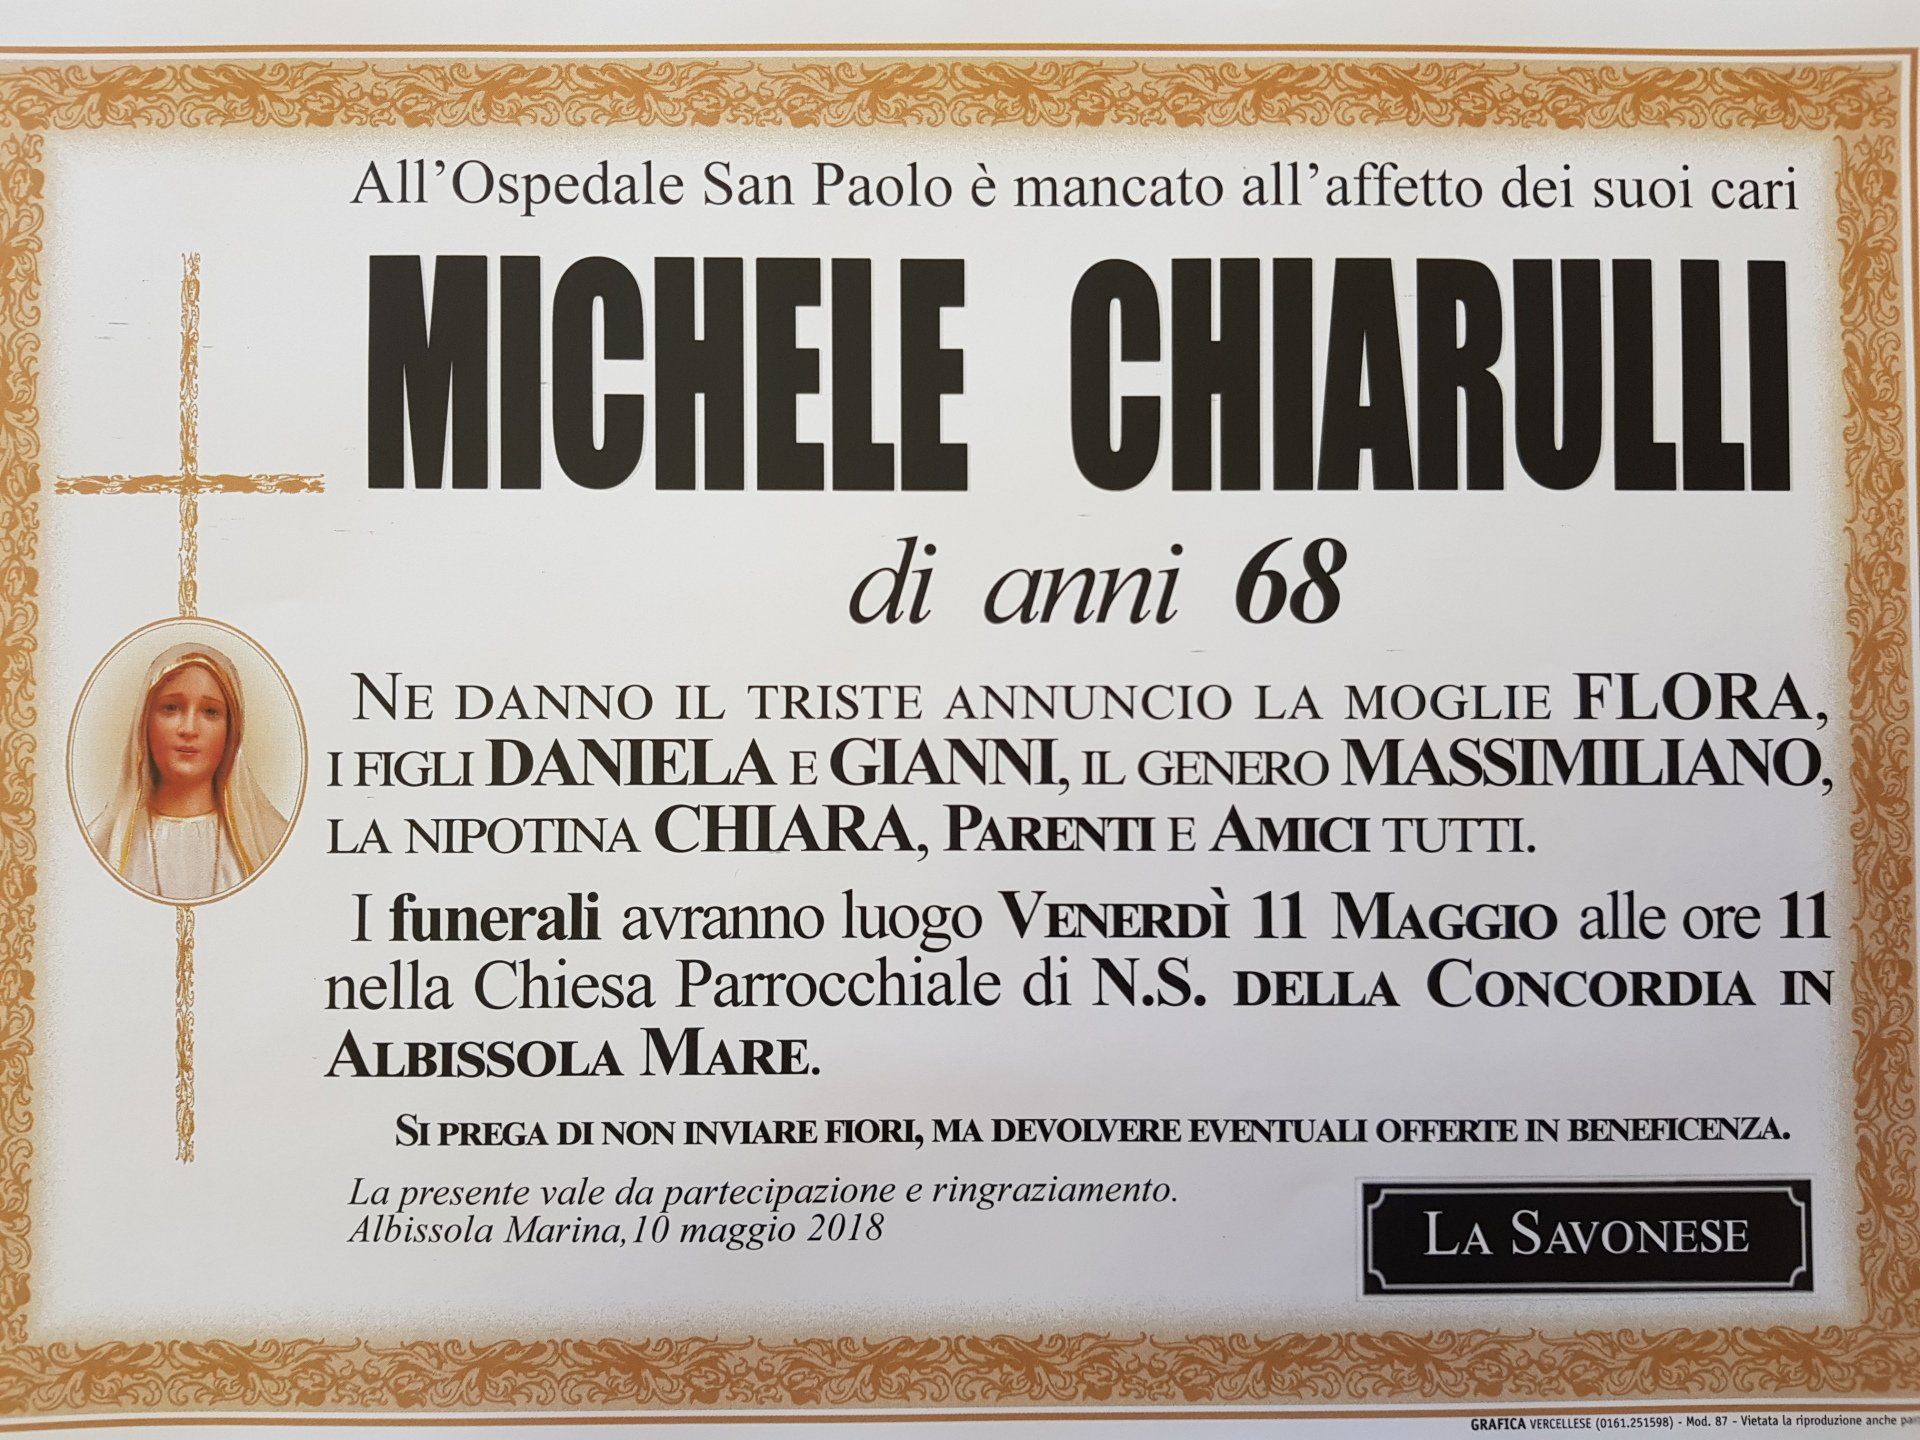 All'Ospedale San Paolo è mancato all'affetto dei suoi cari
MICHELE CHIARULLI
di anni 68
NE DANNO IL TRISTE ANNUNCIO LA MOGLIE FLORA,
I FIGLI DANIELA E GIANNI, IL GENERO MASSIMILIANO,
LA NIPOTINA CHIARA, PARENTI E AMICI TUTTI.
I funerali avranno luogo VENERDÌ 11 MAGGIO alle ore 11
nella Chiesa Parrocchiale di N.S. DELLA CONCORDIA IN
ALBISSOLA MARE.
SI PREGA DI NON INVIARE FIORI, MA DEVOLVERE EVENTUALI OFFERTE IN BENEFICENZA.
La presente vale da partecipazione e ringraziamento.
Albissola Marina,10 maggio 2018
LA SAVONESE
GRAFICA VERCELLESE (0161.251598) - Mod. 87 - Vietata la riproduzione anche